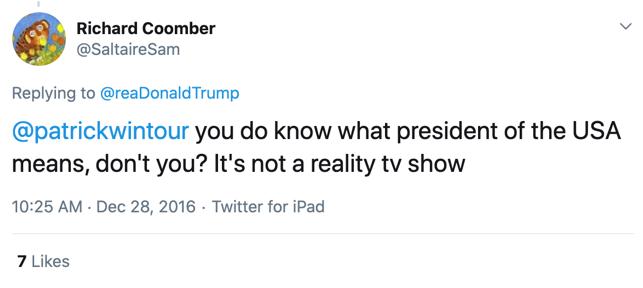 Richard Coomber
@SaltaireSam
Replying to @reaDonaldTrump
@patrickwintour you do know what president of the USA
means, don't you? It's not a reality tv show
10:25 AM · Dec 28, 2016 · Twitter for iPad
7 Likes